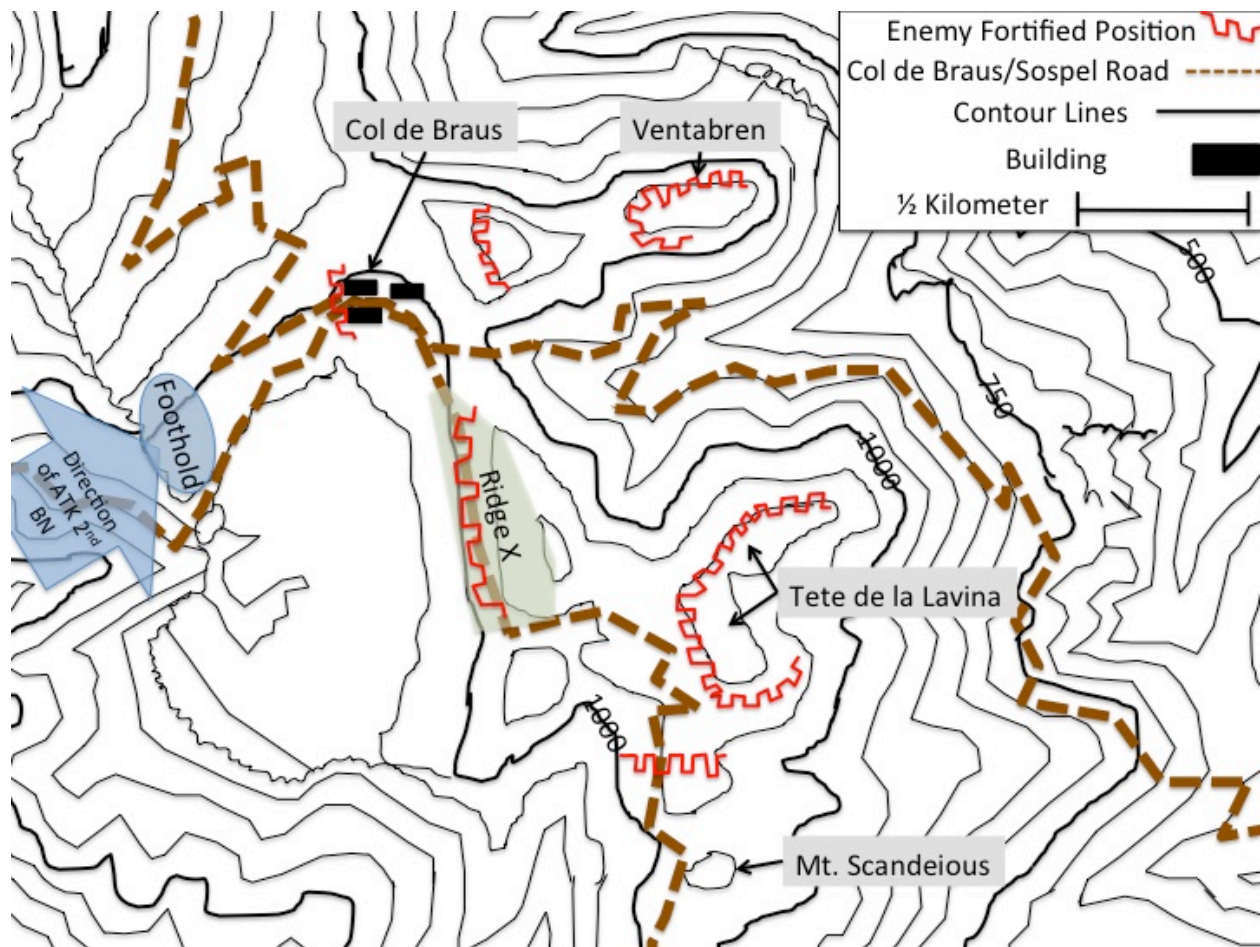 Enemy Fortified Position
Col de Braus/Sospel Road
Contour Lines
Building
½ Kilometer
Col de Braus
Ventabren
500
750
1000
Foothold
Direction
of ATK 2nd
BN
Ridge X
Tete de la Lavina
1000
Mt. Scandeious